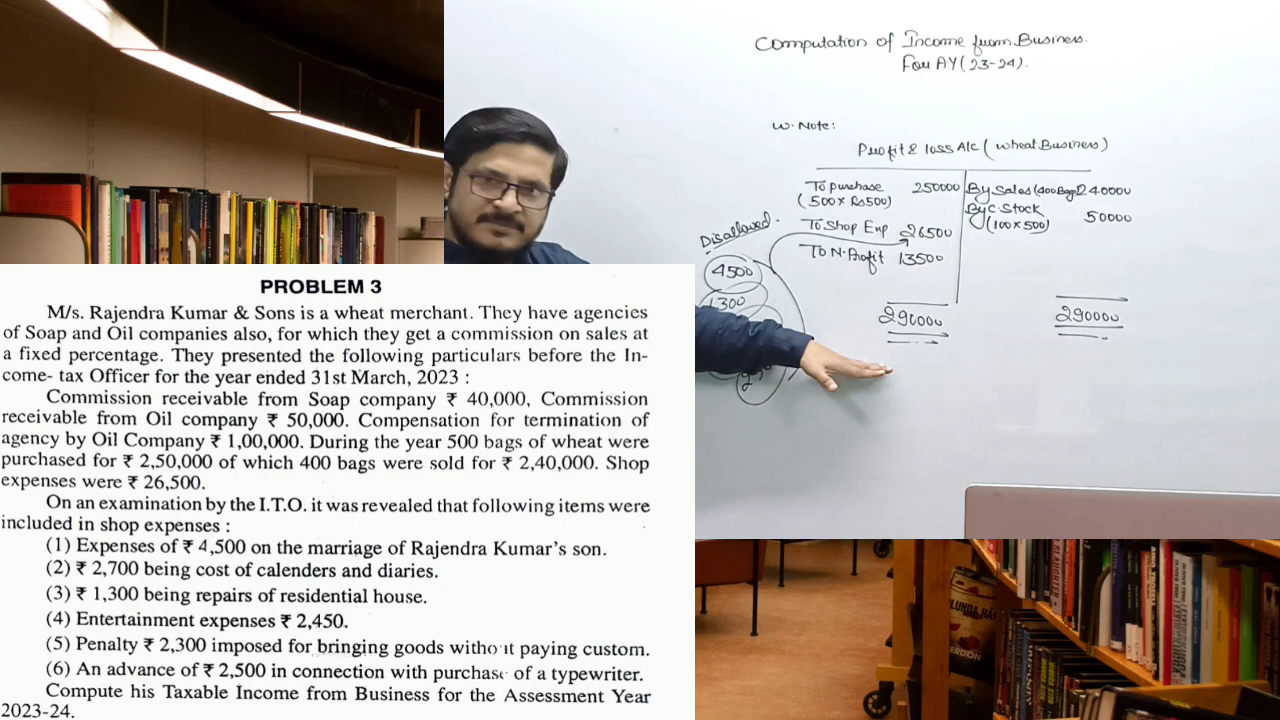 Computation of Income from Business.
For AY (23-24).
W. Note:
Profit & loss A/C ( Wheat Business )
To purchase 250000 By Sales (400 Bags) 240000
( 500 × Rs 500 ) By C. Stock 50000
(100 × 500)
To Shop Exp 26500
To N. Profit 13500
290000 290000
Disallowed.
4500
1300
PROBLEM 3
M/s. Rajendra Kumar & Sons is a wheat merchant. They have agencies
of Soap and Oil companies also, for which they get a commission on sales at
a fixed percentage. They presented the following particulars before the In-
come- tax Officer for the year ended 31st March, 2023 :
Commission receivable from Soap company ₹ 40,000, Commission
receivable from Oil company ₹ 50,000. Compensation for termination of
agency by Oil Company ₹ 1,00,000. During the year 500 bags of wheat were
purchased for ₹ 2,50,000 of which 400 bags were sold for ₹ 2,40,000. Shop
expenses were ₹ 26,500.
On an examination by the I.T.O. it was revealed that following items were
included in shop expenses :
(1) Expenses of ₹ 4,500 on the marriage of Rajendra Kumar's son.
(2) ₹ 2,700 being cost of calenders and diaries.
(3) ₹ 1,300 being repairs of residential house.
(4) Entertainment expenses ₹ 2,450.
(5) Penalty ₹ 2,300 imposed for bringing goods without paying custom.
(6) An advance of ₹ 2,500 in connection with purchase of a typewriter.
Compute his Taxable Income from Business for the Assessment Year
2023-24.